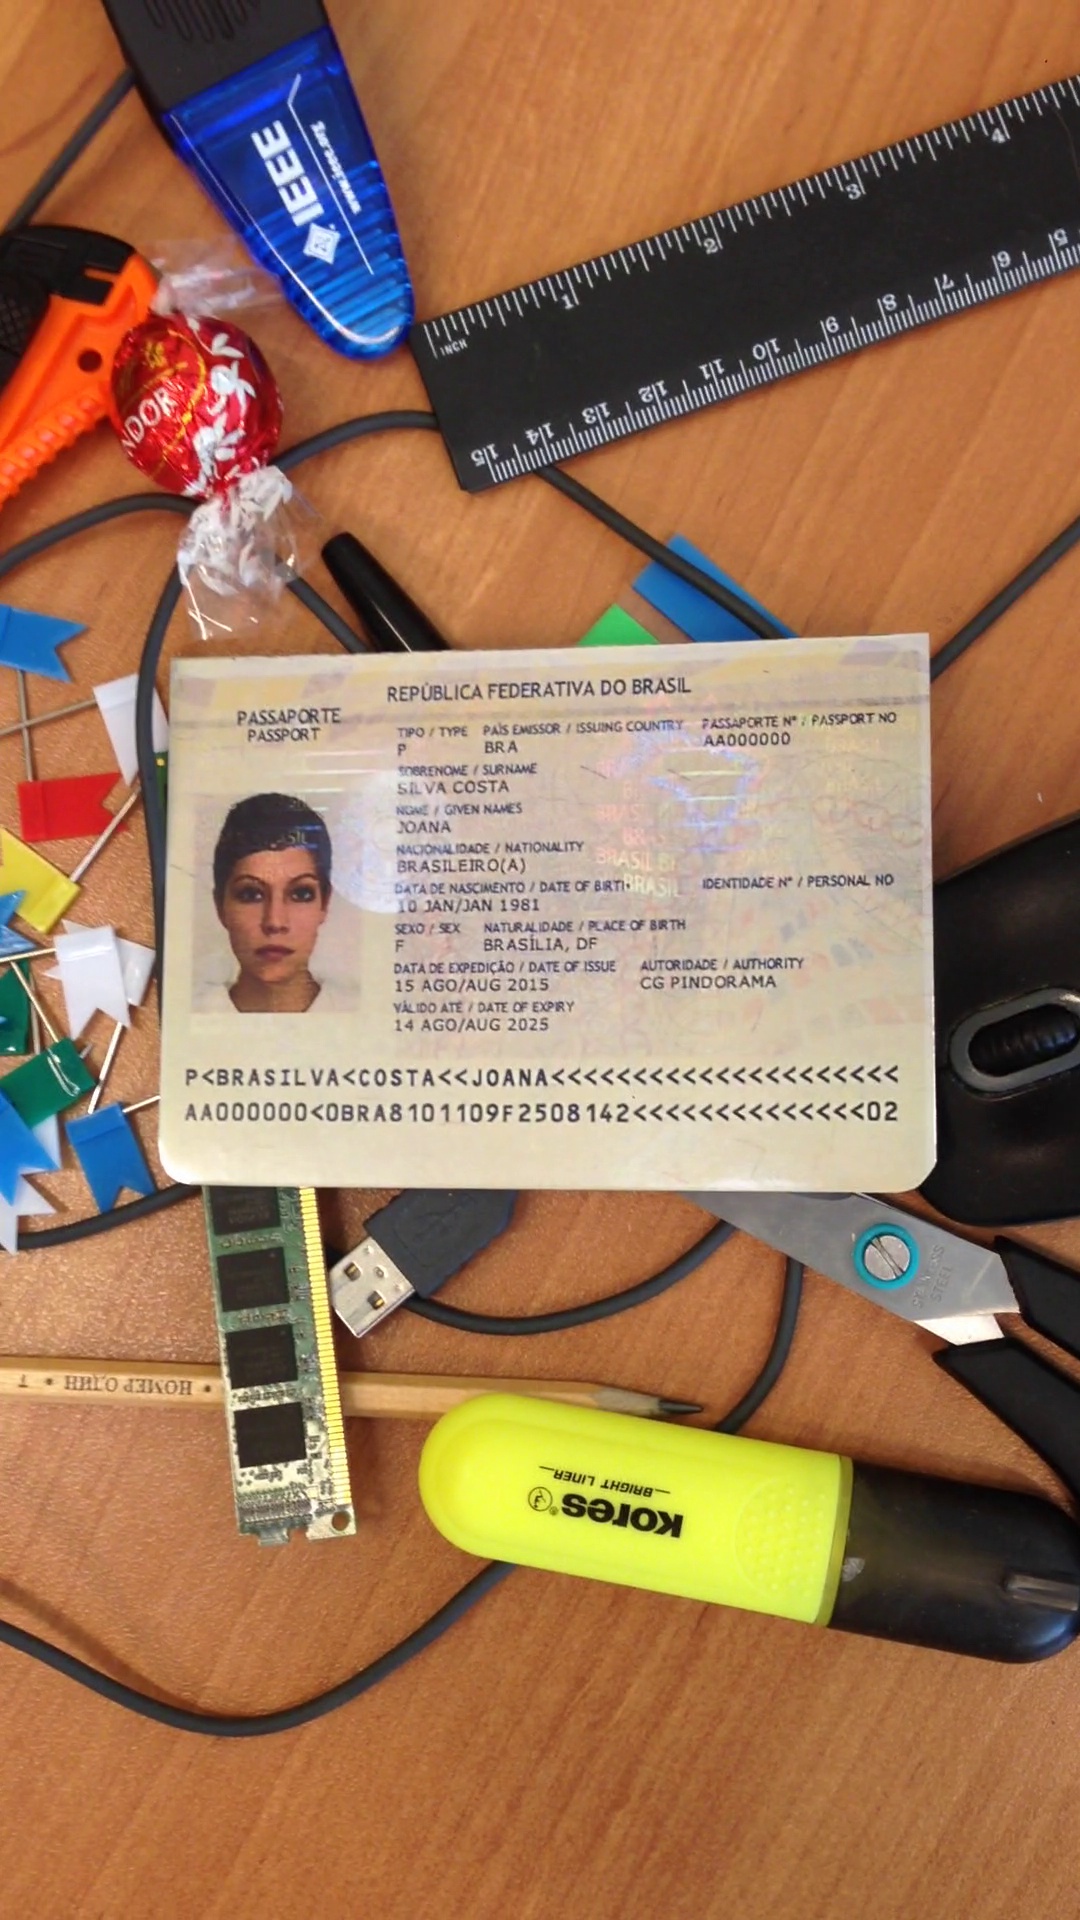 IEEE
www.ieee.org
1 2 3 4
INCH
15 14 13 12 11 10 9 8 7 6 5
NDOR
REPÚBLICA FEDERATIVA DO BRASIL
PASSAPORTE
PASSPORT
TIPO / TYPE PAÍS EMISSOR / ISSUING COUNTRY PASSAPORTE Nº / PASSPORT NO
P BRA AA000000
SOBRENOME / SURNAME
SILVA COSTA
NOME / GIVEN NAMES
JOANA
NACIONALIDADE / NATIONALITY
BRASILEIRO(A)
DATA DE NASCIMENTO / DATE OF BIRTH IDENTIDADE Nº / PERSONAL NO
10 JAN/JAN 1981
SEXO / SEX NATURALIDADE / PLACE OF BIRTH
F BRASÍLIA, DF
DATA DE EXPEDIÇÃO / DATE OF ISSUE AUTORIDADE / AUTHORITY
15 AGO/AUG 2015 CG PINDORAMA
VÁLIDO ATÉ / DATE OF EXPIRY
14 AGO/AUG 2025
P<BRASILVA<COSTA<<JOANA<<<<<<<<<<<<<<<<<<<<<
AA000000<0BRA8101109F2508142<<<<<<<<<<<<<<02
STAINLESS
STEEL
НОМЕР ОДИН
Kores
BRIGHT LINER